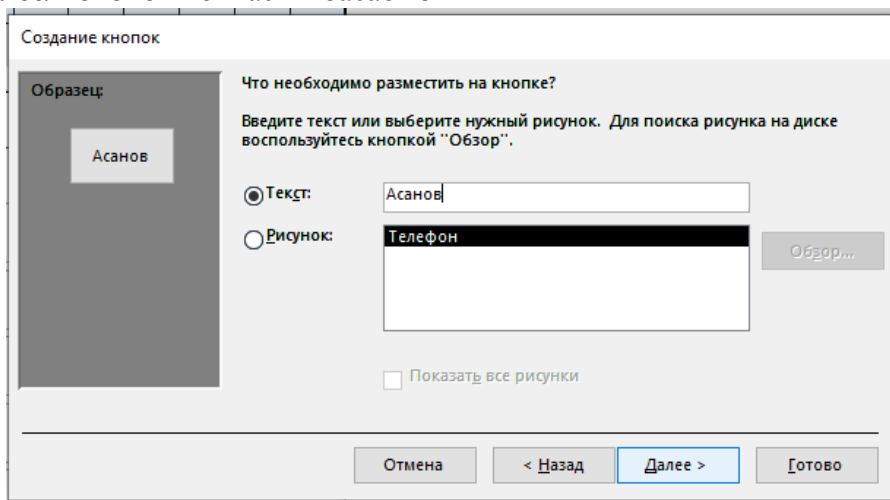 Создание кнопок
Образец:
Асанов
Что необходимо разместить на кнопке?
Введите текст или выберите нужный рисунок. Для поиска рисунка на диске
воспользуйтесь кнопкой "Обзор".
Текст:
Асанов
Рисунок:
Телефон
Обзор...
Показать все рисунки
Отмена
< Назад
Далее >
Готово